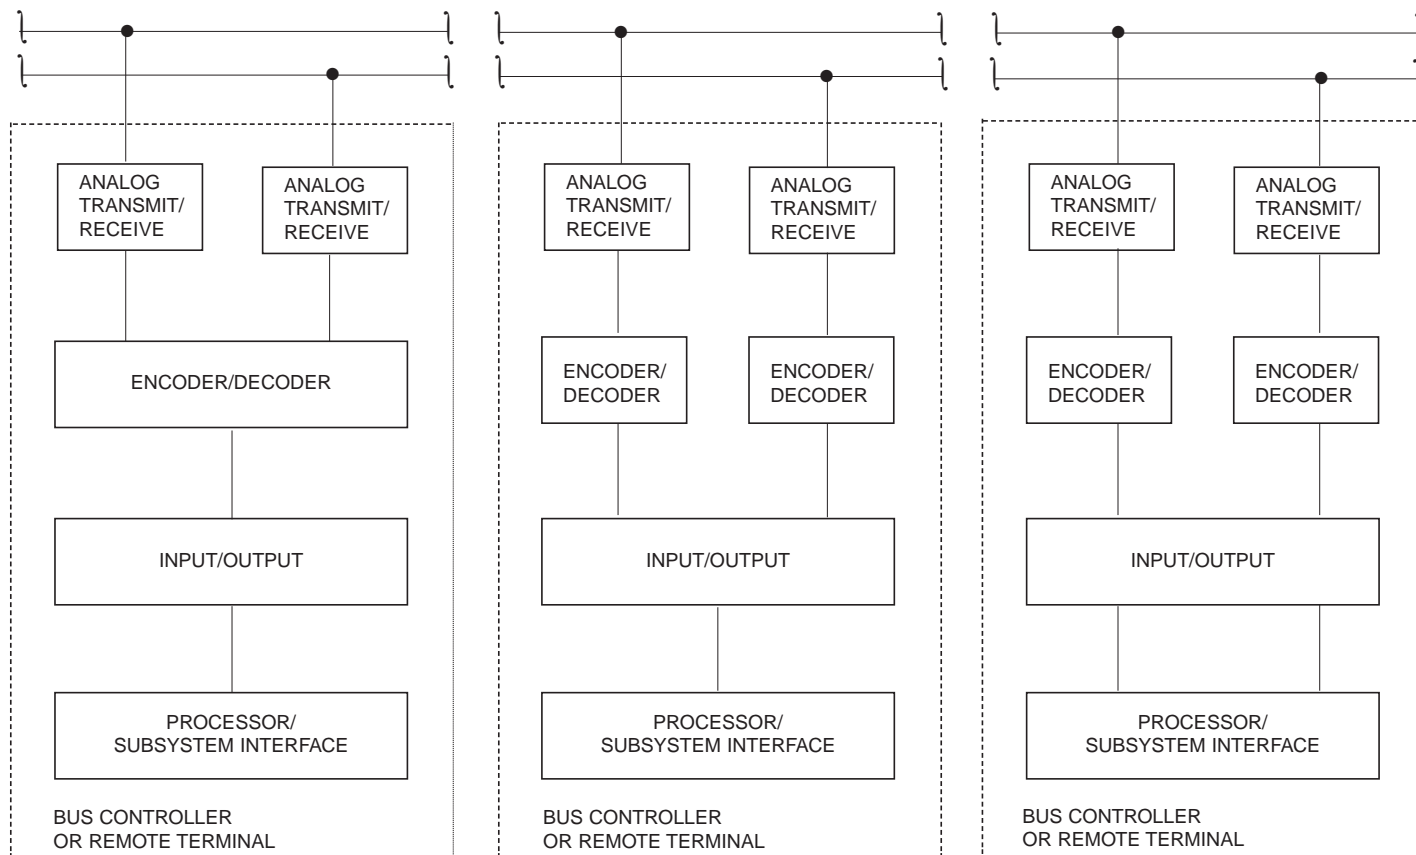 ANALOG
TRANSMIT/
RECEIVE
ANALOG
TRANSMIT/
RECEIVE
ENCODER/DECODER
INPUT/OUTPUT
PROCESSOR/
SUBSYSTEM INTERFACE
BUS CONTROLLER
OR REMOTE TERMINAL
ANALOG
TRANSMIT/
RECEIVE
ANALOG
TRANSMIT/
RECEIVE
ENCODER/
DECODER
ENCODER/
DECODER
INPUT/OUTPUT
PROCESSOR/
SUBSYSTEM INTERFACE
BUS CONTROLLER
OR REMOTE TERMINAL
ANALOG
TRANSMIT/
RECEIVE
ANALOG
TRANSMIT/
RECEIVE
ENCODER/
DECODER
ENCODER/
DECODER
INPUT/OUTPUT
PROCESSOR/
SUBSYSTEM INTERFACE
BUS CONTROLLER
OR REMOTE TERMINAL